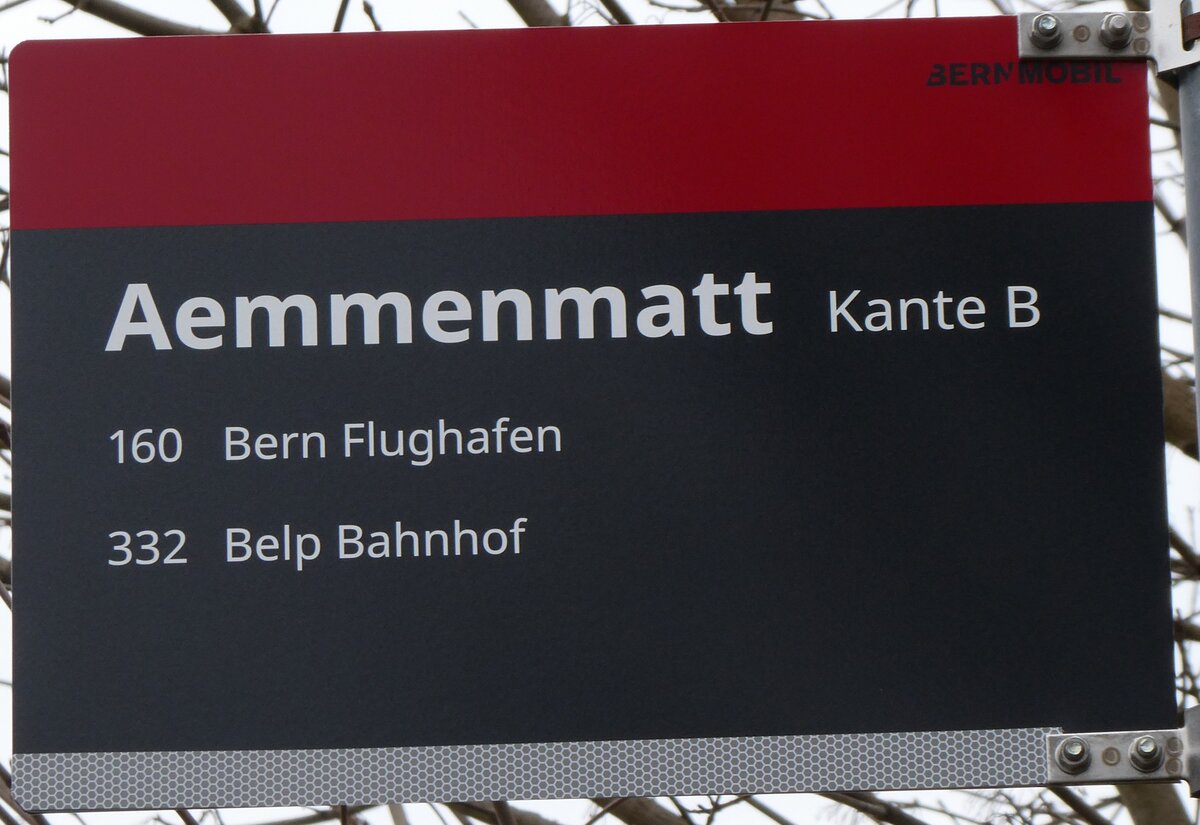 BERNMOBIL
Aemmenmatt Kante B
160 Bern Flughafen
332 Belp Bahnhof